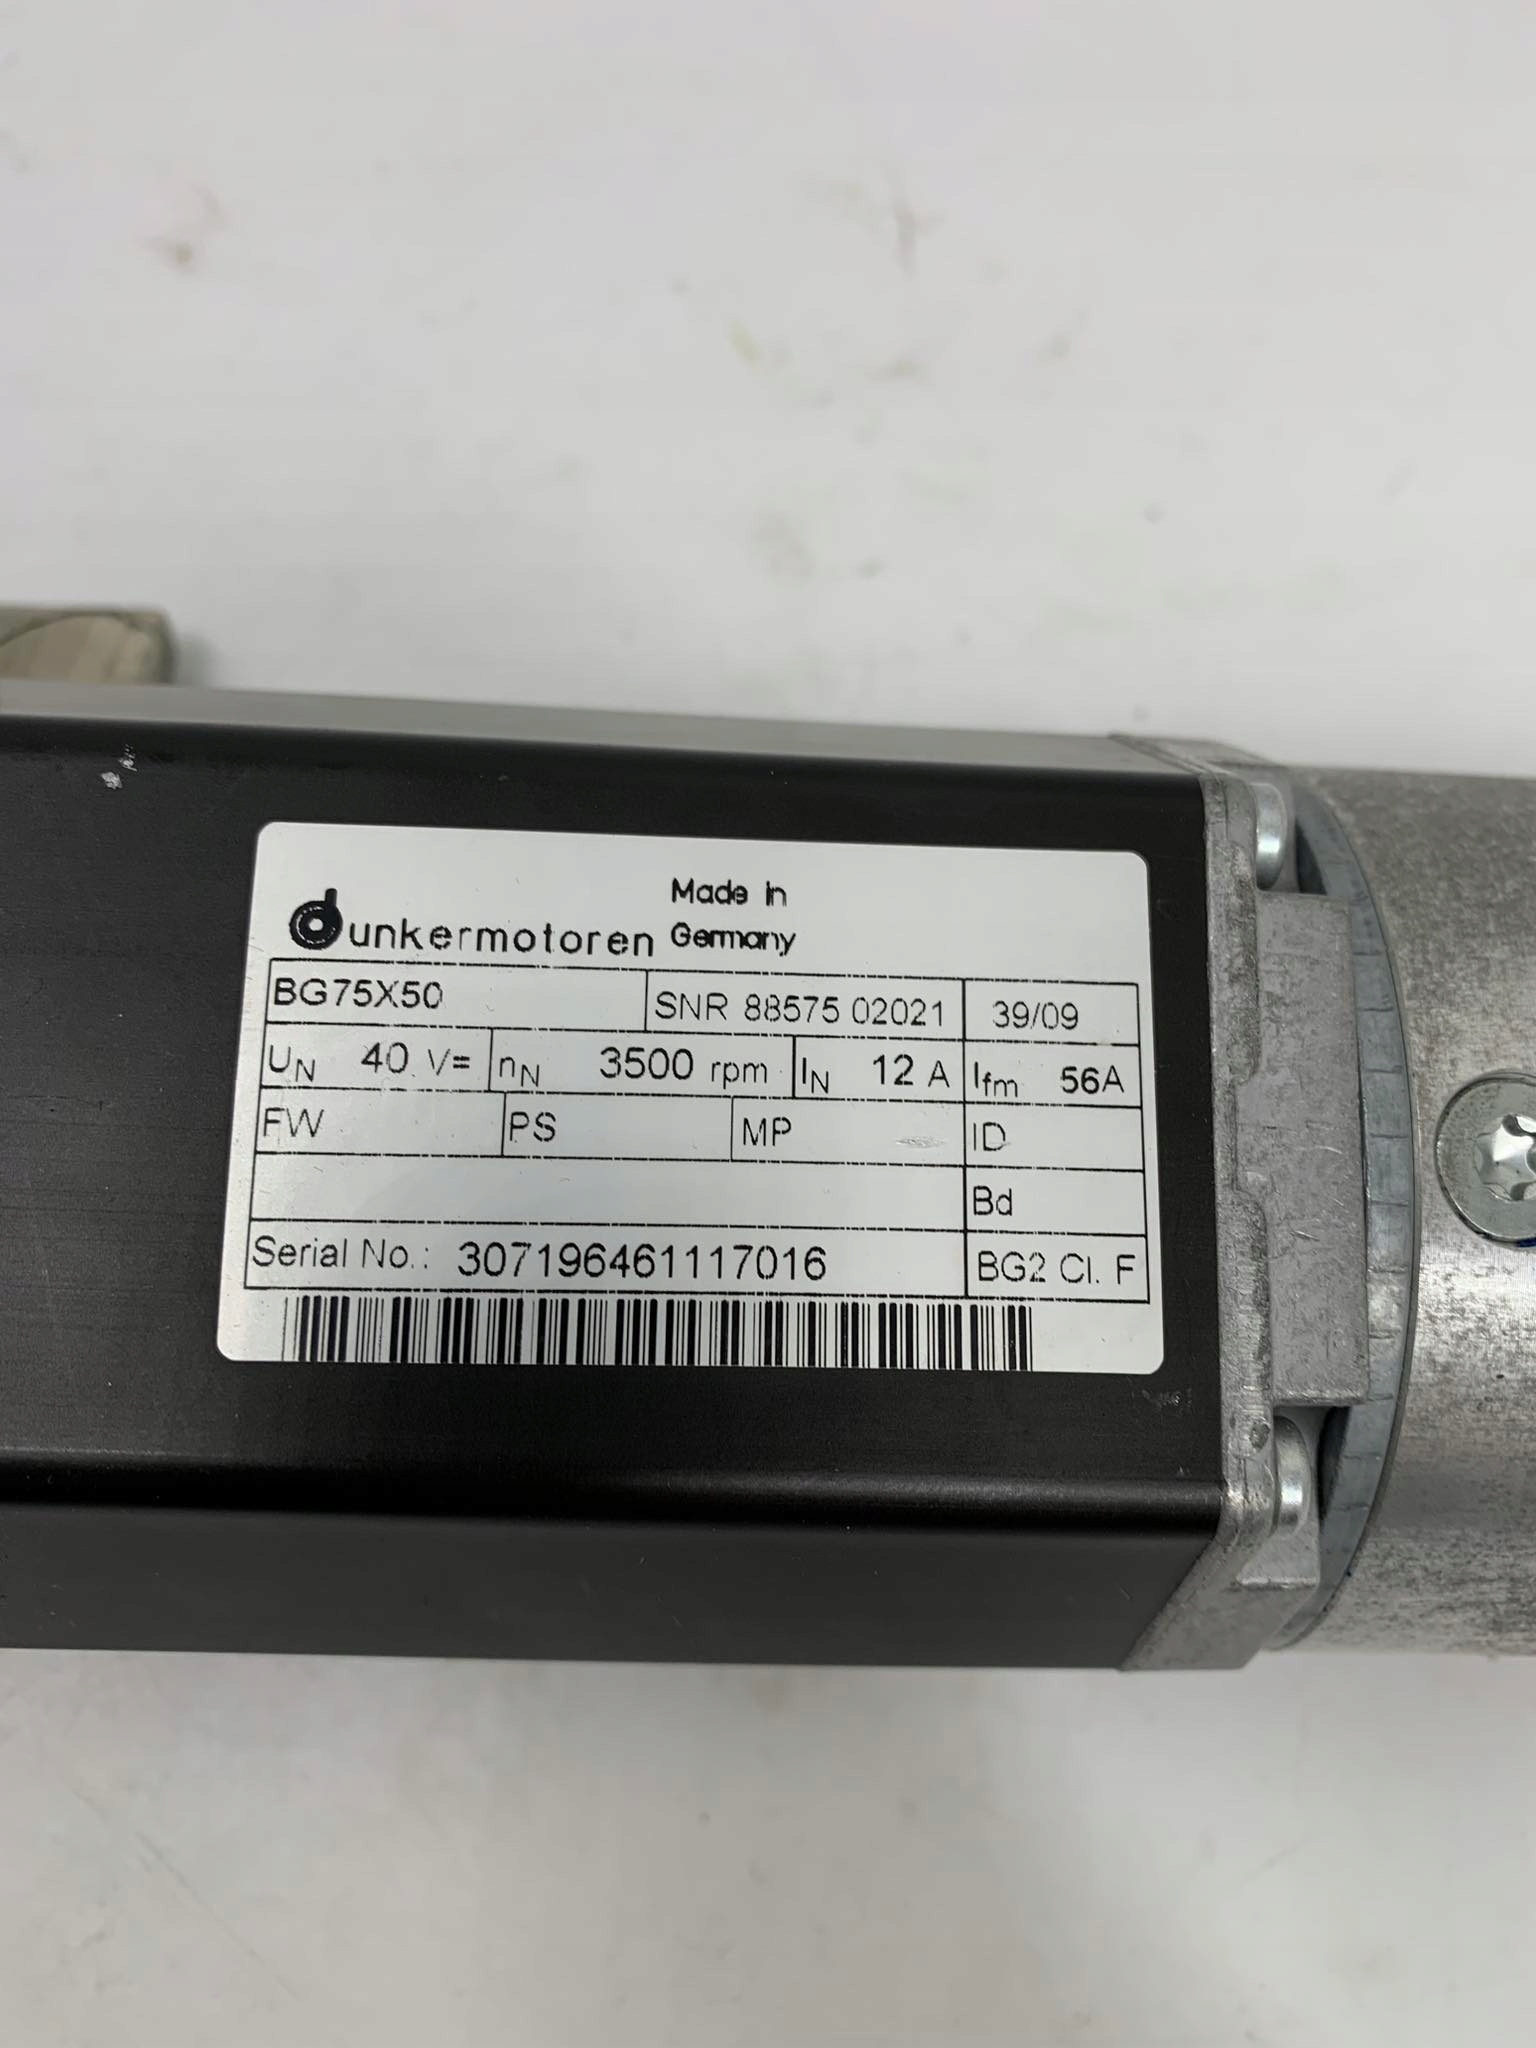 Made in
dunkermotoren Germany
BG75X50 SNR 88575 02021 39/09
UN 40 V= nN 3500 rpm IN 12 A Ifm 56A
FW PS MP ID
Bd
Serial No.: 307196461117016 BG2 Cl. F